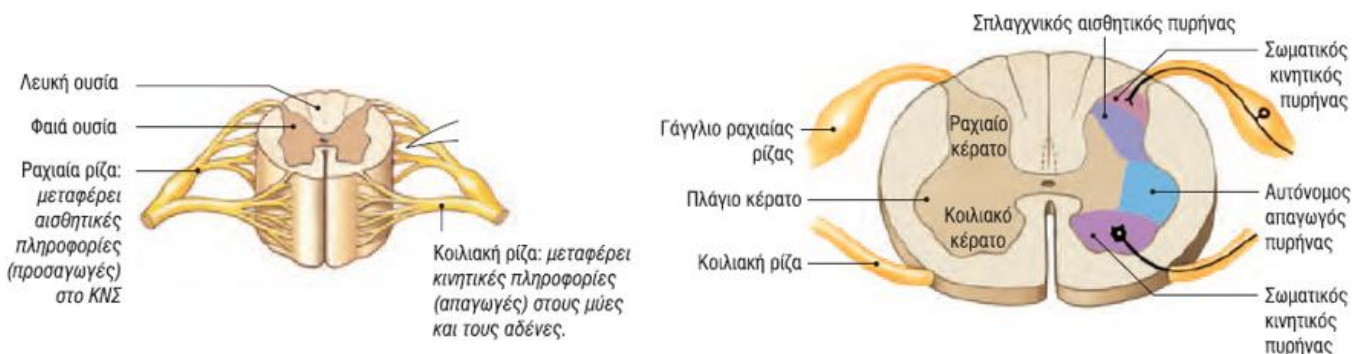 Λευκή ουσία
Φαιά ουσία
Ραχιαία ρίζα:
μεταφέρει
αισθητικές
πληροφορίες
(προσαγωγές)
στο ΚΝΣ
Κοιλιακή ρίζα: μεταφέρει
κινητικές πληροφορίες
(απαγωγές) στους μύες
και τους αδένες.
Σπλαγχνικός αισθητικός πυρήνας
Σωματικός
κινητικός
πυρήνας
Γάγγλιο ραχιαίας
ρίζας
Ραχιαίο
κέρατο
Πλάγιο κέρατο
Κοιλιακό
κέρατο
Κοιλιακή ρίζα
Αυτόνομος
απαγωγός
πυρήνας
Σωματικός
κινητικός
πυρήνας